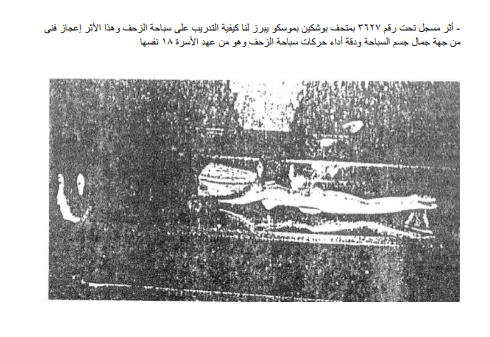 - أثر مسجل تحت رقم ٣٦٢٧ بمتحف بوشكين بموسكو يبرز لنا كيفية التدريب على سباحة الزحف وهذا الأثر إعجاز فنى
من جهة جمال جسم السباحة ودقة أداء حركات سباحة الزحف وهو من عهد الأسرة ١٨ نفسها